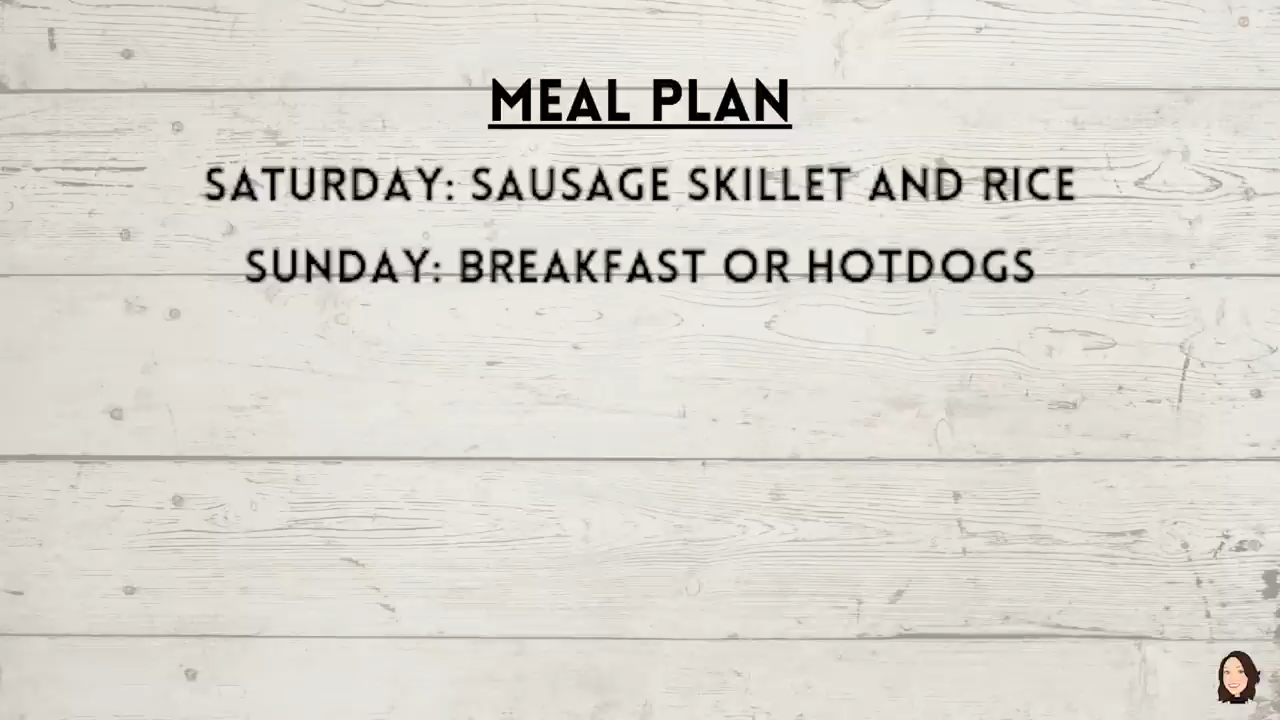 MEAL PLAN
SATURDAY: SAUSAGE SKILLET AND RICE
SUNDAY: BREAKFAST OR HOTDOGS